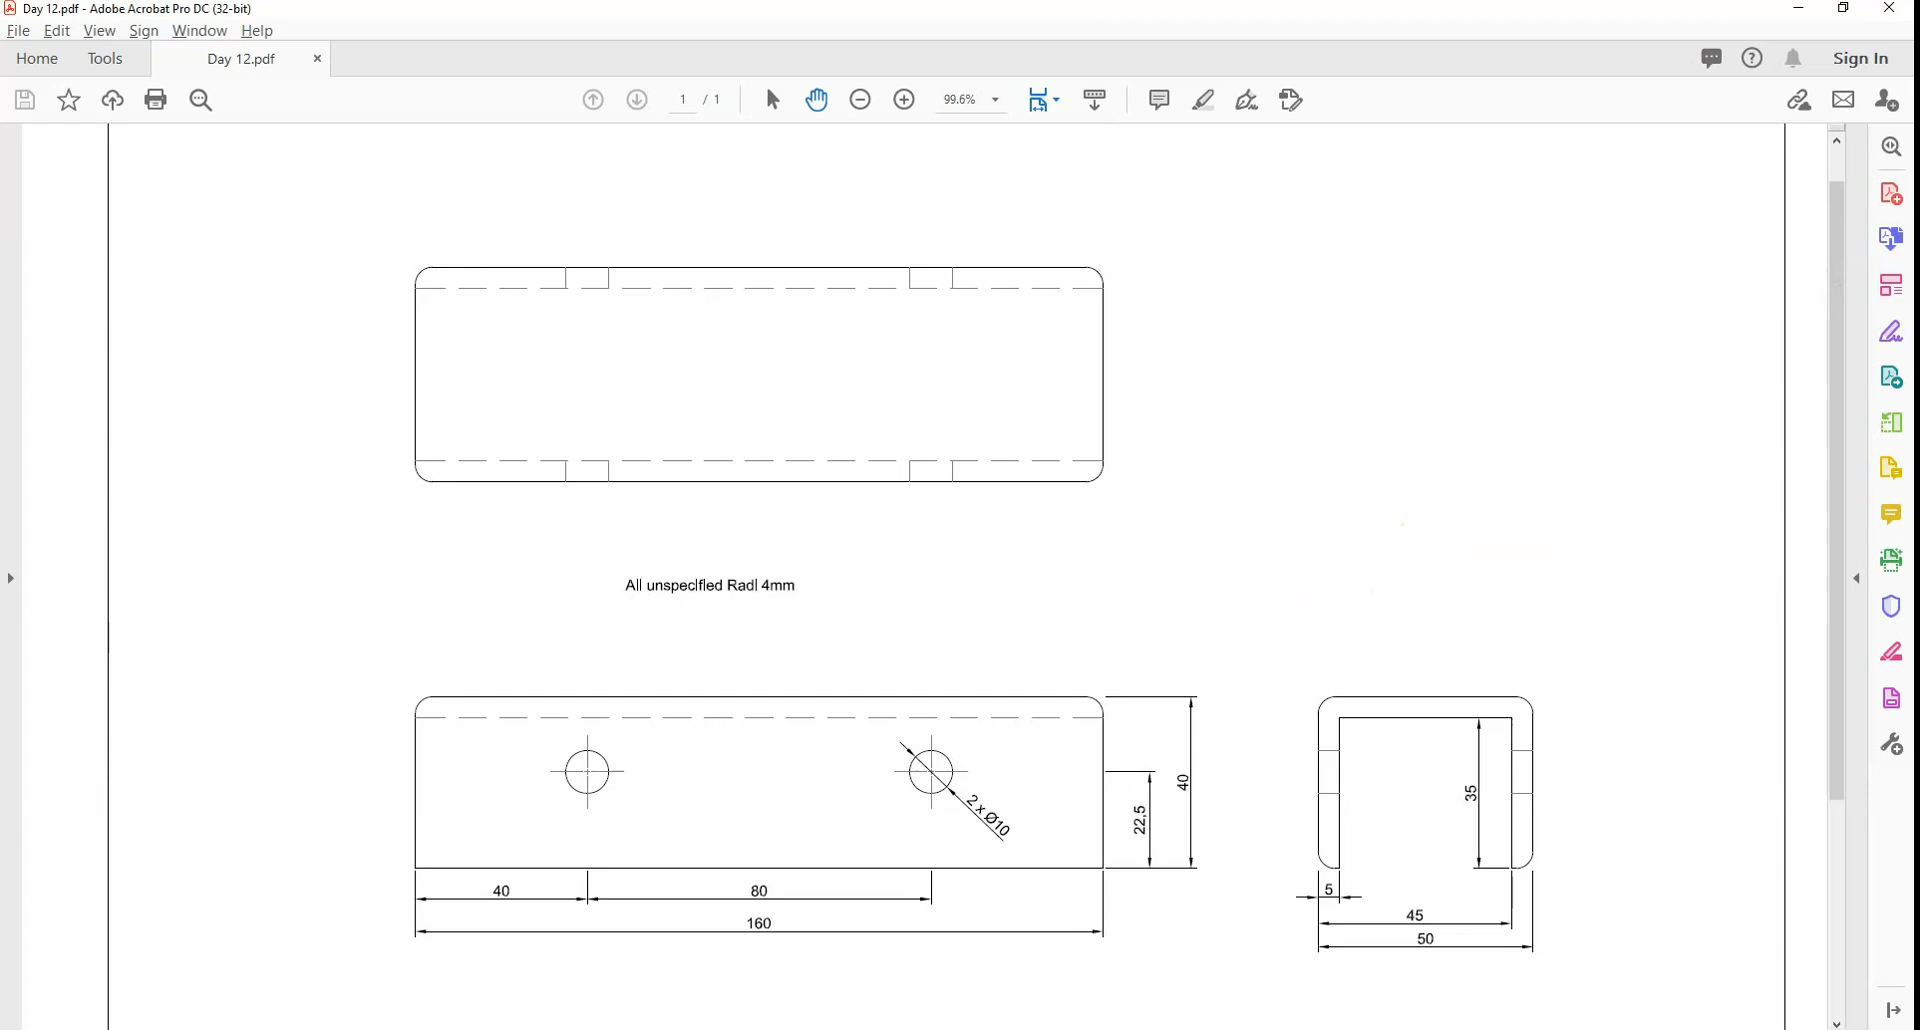 Day 12.pdf - Adobe Acrobat Pro DC (32-bit)
File Edit View Sign Window Help
Home Tools Day 12.pdf × Sign In
1 / 1 99.6%
All unspecified Radi 4mm
2 x Ø10
22,5
40
35
40 80
160
5
45
50